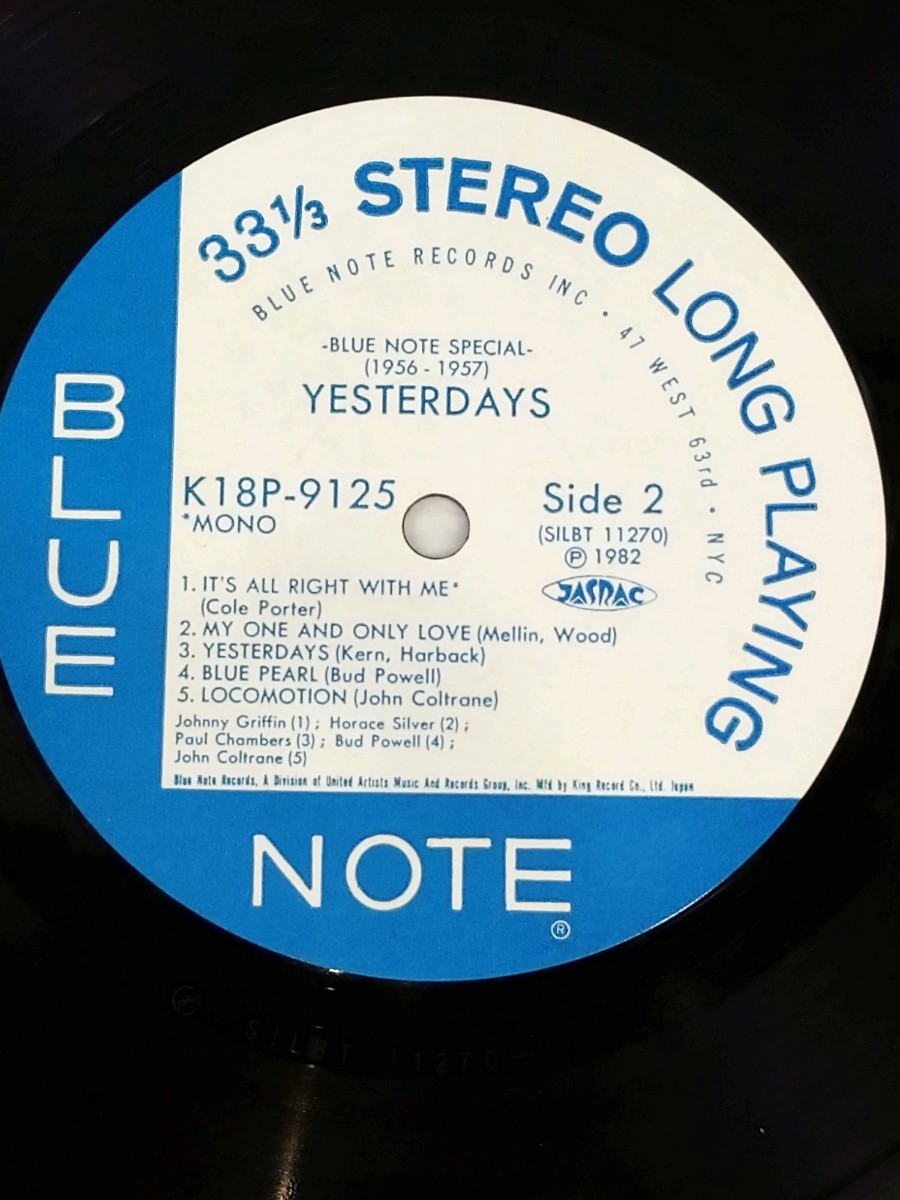 33⅓ STEREO LONG PLAYING
BLUE NOTE RECORDS INC · 47 WEST 63rd · NYC
-BLUE NOTE SPECIAL-
(1956 - 1957)
YESTERDAYS
K18P-9125
*MONO
Side 2
(SILBT 11270)
Ⓟ 1982
JASRAC
1. IT'S ALL RIGHT WITH ME*
(Cole Porter)
2. MY ONE AND ONLY LOVE (Mellin, Wood)
3. YESTERDAYS (Kern, Harback)
4. BLUE PEARL (Bud Powell)
5. LOCOMOTION (John Coltrane)
Johnny Griffin (1) ; Horace Silver (2) ;
Paul Chambers (3) ; Bud Powell (4) ;
John Coltrane (5)
Blue Note Records, A Division of United Artists Music And Records Group, Inc. Mfd by King Record Co., Ltd. Japan
BLUE
NOTE
®
SILBT 11270